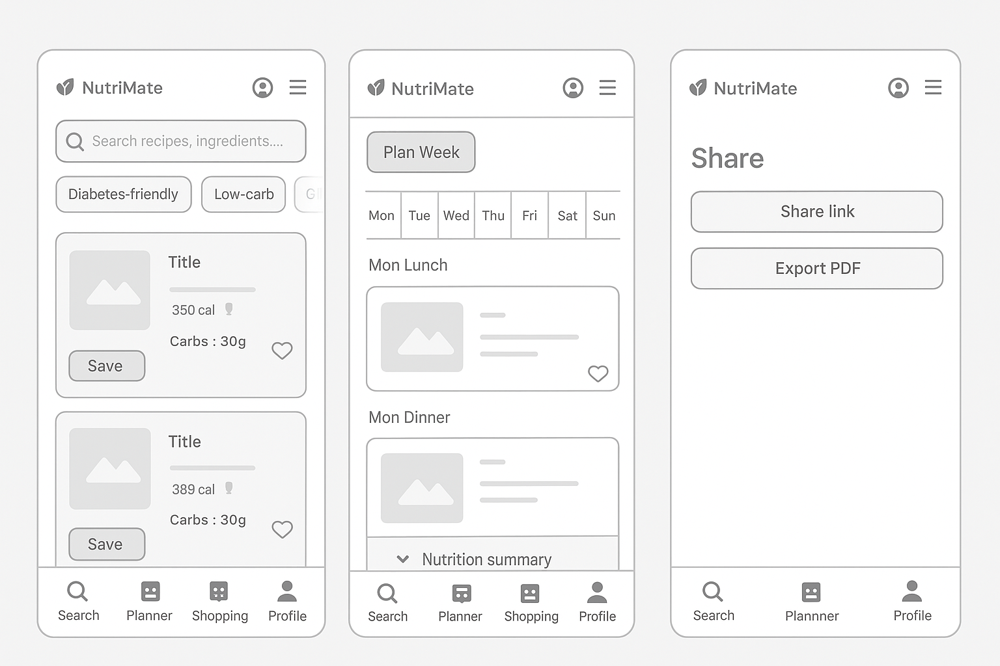 NutriMate
Search recipes, ingredients....
Diabetes-friendly
Low-carb
Title
350 cal
Carbs : 30g
Save
Title
389 cal
Carbs : 30g
Save
Search
Planner
Shopping
Profile
NutriMate
Plan Week
Mon Tue Wed Thu Fri Sat Sun
Mon Lunch
Mon Dinner
Nutrition summary
Search
Planner
Shopping
Profile
NutriMate
Share
Share link
Export PDF
Search
Plannner
Profile